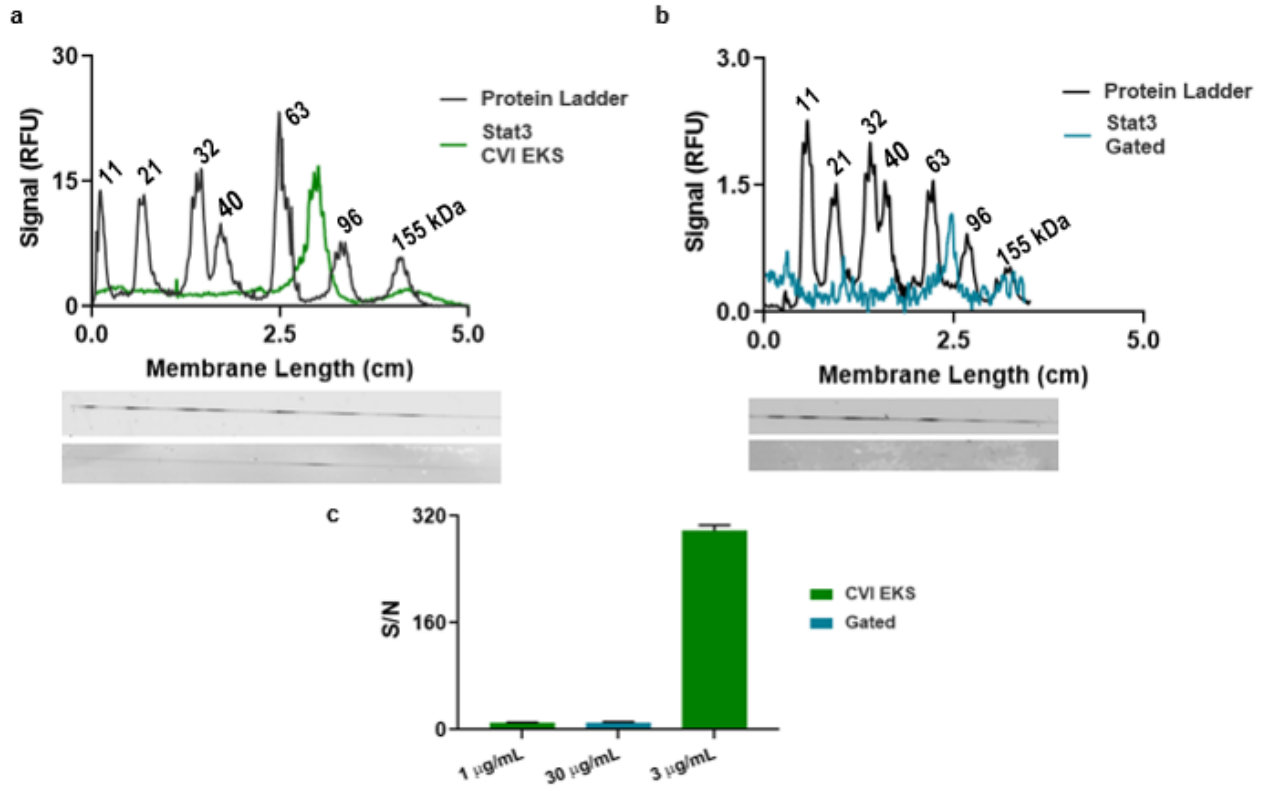 a
30
15
0
Signal (RFU)
11
21
32
40
63
96
155 kDa
Protein Ladder
Stat3
CVI EKS
0.0
2.5
5.0
Membrane Length (cm)
b
3.0
1.5
0.0
Signal (RFU)
11
21
32
40
63
96
155 kDa
Protein Ladder
Stat3
Gated
0.0
2.5
5.0
Membrane Length (cm)
c
320
160
0
S/N
1 μg/mL
30 μg/mL
3 μg/mL
CVI EKS
Gated